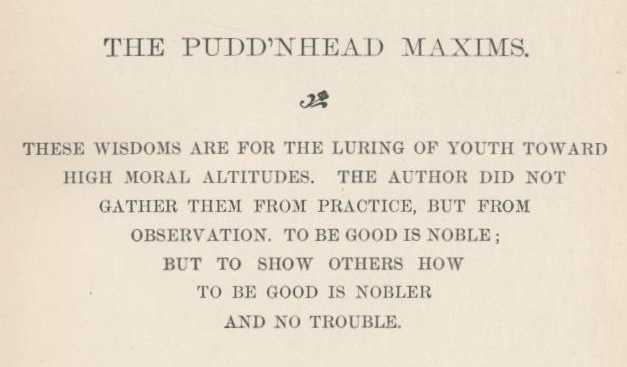 THE PUDD'NHEAD MAXIMS.
THESE WISDOMS ARE FOR THE LURING OF YOUTH TOWARD
HIGH MORAL ALTITUDES. THE AUTHOR DID NOT
GATHER THEM FROM PRACTICE, BUT FROM
OBSERVATION. TO BE GOOD IS NOBLE;
BUT TO SHOW OTHERS HOW
TO BE GOOD IS NOBLER
AND NO TROUBLE.